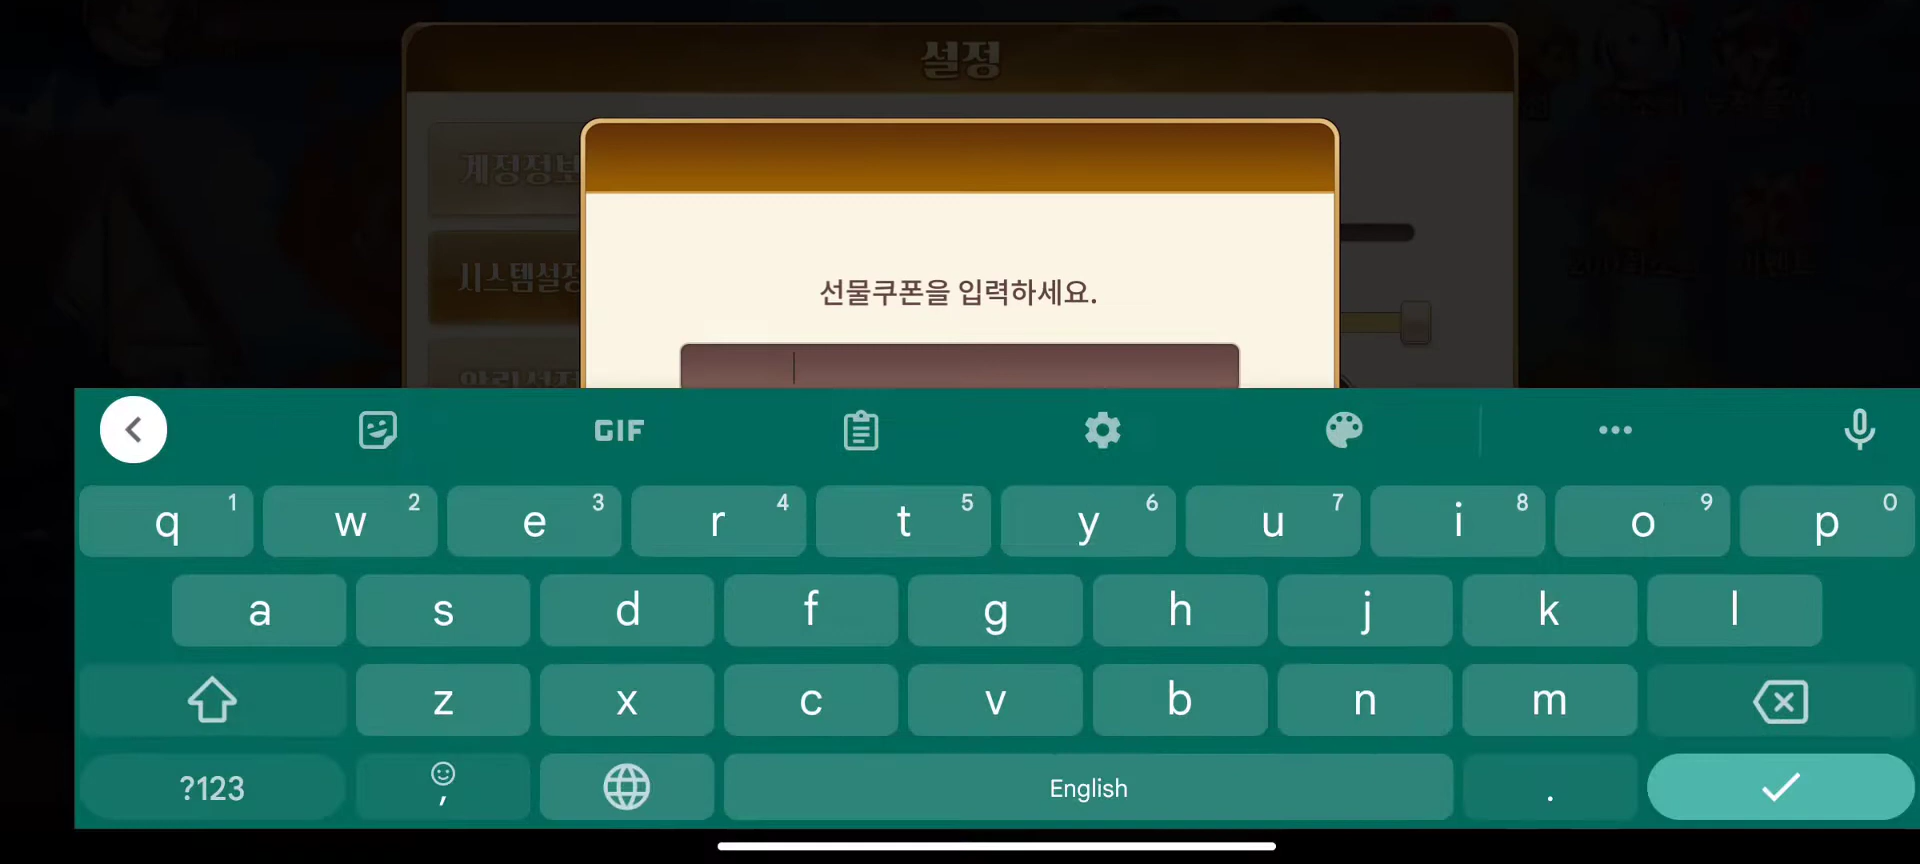 설정
계정정보
시스템설정
선물쿠폰을 입력하세요.
GIF
q 1 w 2 e 3 r 4 t 5 y 6 u 7 i 8 o 9 p 0
a s d f g h j k l
z x c v b n m
?123 , English .